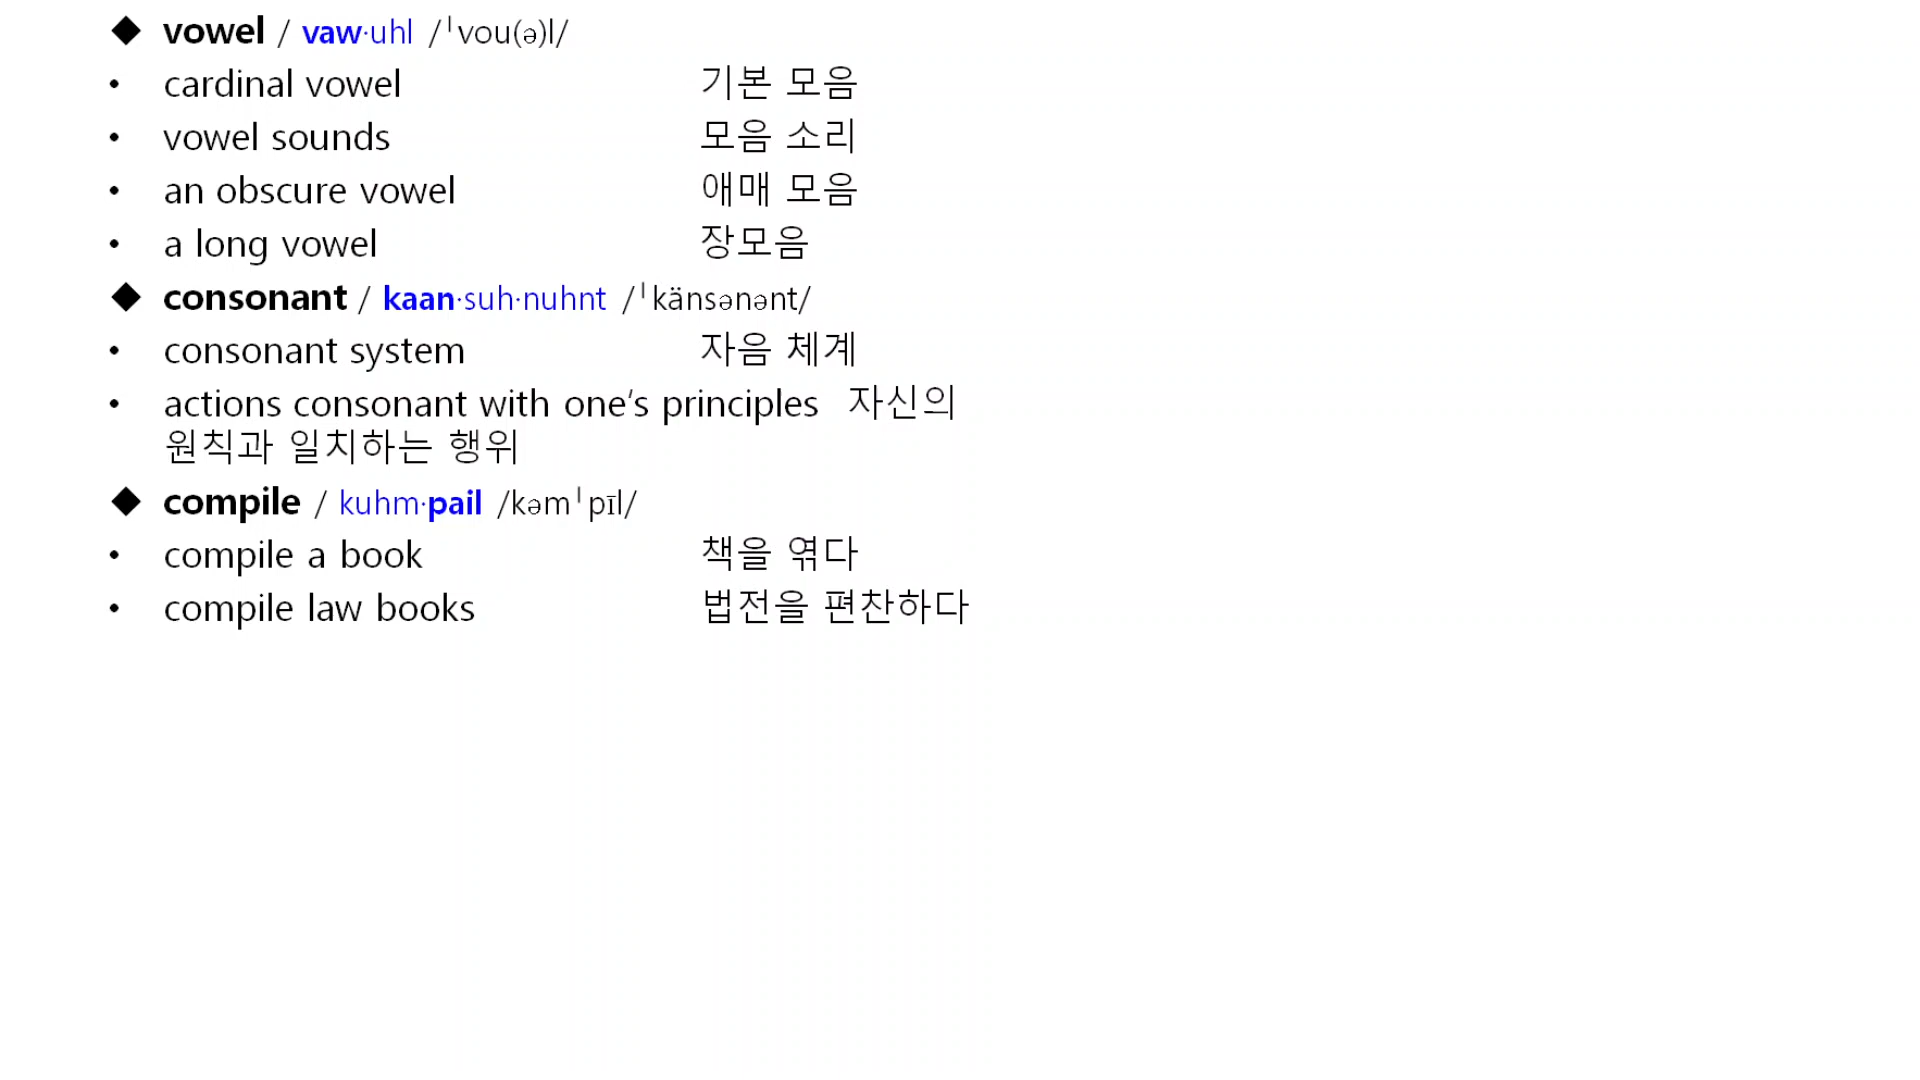 ◆ vowel / vaw·uhl /ˈvou(ə)l/
• cardinal vowel 기본 모음
• vowel sounds 모음 소리
• an obscure vowel 애매 모음
• a long vowel 장모음
◆ consonant / kaan·suh·nuhnt /ˈkänsənənt/
• consonant system 자음 체계
• actions consonant with one's principles 자신의
원칙과 일치하는 행위
◆ compile / kuhm·pail /kəmˈpīl/
• compile a book 책을 엮다
• compile law books 법전을 편찬하다